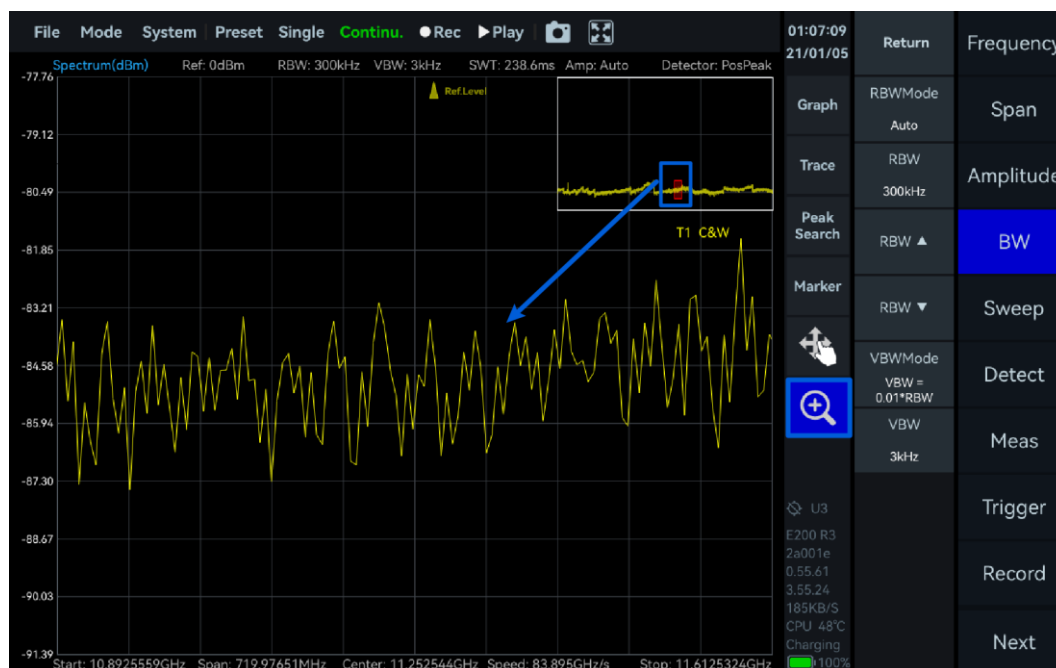 File Mode System Preset Single Continu. Rec Play
Spectrum(dBm) Ref: 0dBm RBW: 300kHz VBW: 3kHz SWT: 238.6ms Amp: Auto Detector: PosPeak
-77.76
-79.12
-80.49
-81.85
-83.21
-84.58
-85.94
-87.30
-88.67
-90.03
-91.39
Ref.Level
T1 C&W
Start: 10.8925559GHz Span: 719.97651MHz Center: 11.252544GHz Speed: 83.895GHz/s Stop: 11.6125324GHz
01:07:09
21/01/05
Graph
Trace
Peak
Search
Marker
U3
E200 R3
2a001e
0.55.61
3.55.24
185KB/S
CPU 48°C
Charging
100%
Return
RBWMode
Auto
RBW
300kHz
RBW ▲
RBW ▼
VBWMode
VBW =
0.01*RBW
VBW
3kHz
Frequency
Span
Amplitude
BW
Sweep
Detect
Meas
Trigger
Record
Next